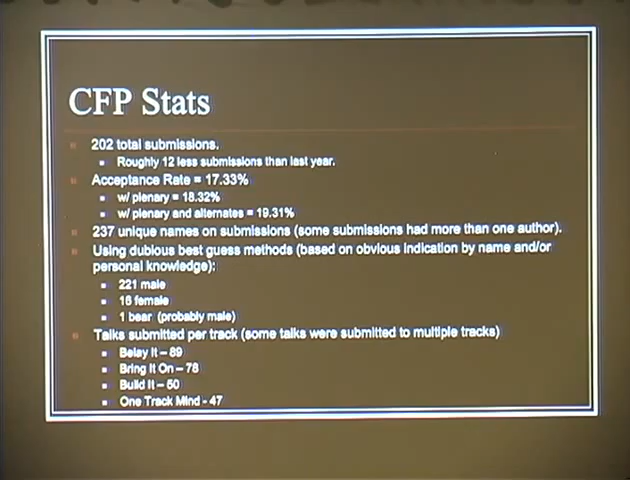 CFP Stats
202 total submissions.
Roughly 12 less submissions than last year.
Acceptance Rate = 17.33%
w/ plenary = 18.32%
w/ plenary and alternates = 19.31%
237 unique names on submissions (some submissions had more than one author).
Using dubious best guess methods (based on obvious indication by name and/or
personal knowledge):
221 male
16 female
1 bear (probably male)
Talks submitted per track (some talks were submitted to multiple tracks)
Belay It – 89
Bring It On – 78
Build It – 50
One Track Mind - 47